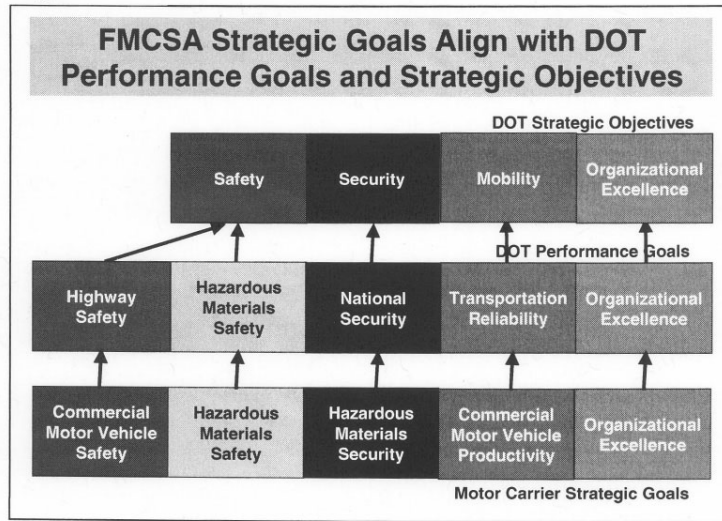 FMCSA Strategic Goals Align with DOT
Performance Goals and Strategic Objectives
DOT Strategic Objectives
Safety
Security
Mobility
Organizational
Excellence
DOT Performance Goals
Highway
Safety
Hazardous
Materials
Safety
National
Security
Transportation
Reliability
Organizational
Excellence
Commercial
Motor Vehicle
Safety
Hazardous
Materials
Safety
Hazardous
Materials
Security
Commercial
Motor Vehicle
Productivity
Organizational
Excellence
Motor Carrier Strategic Goals